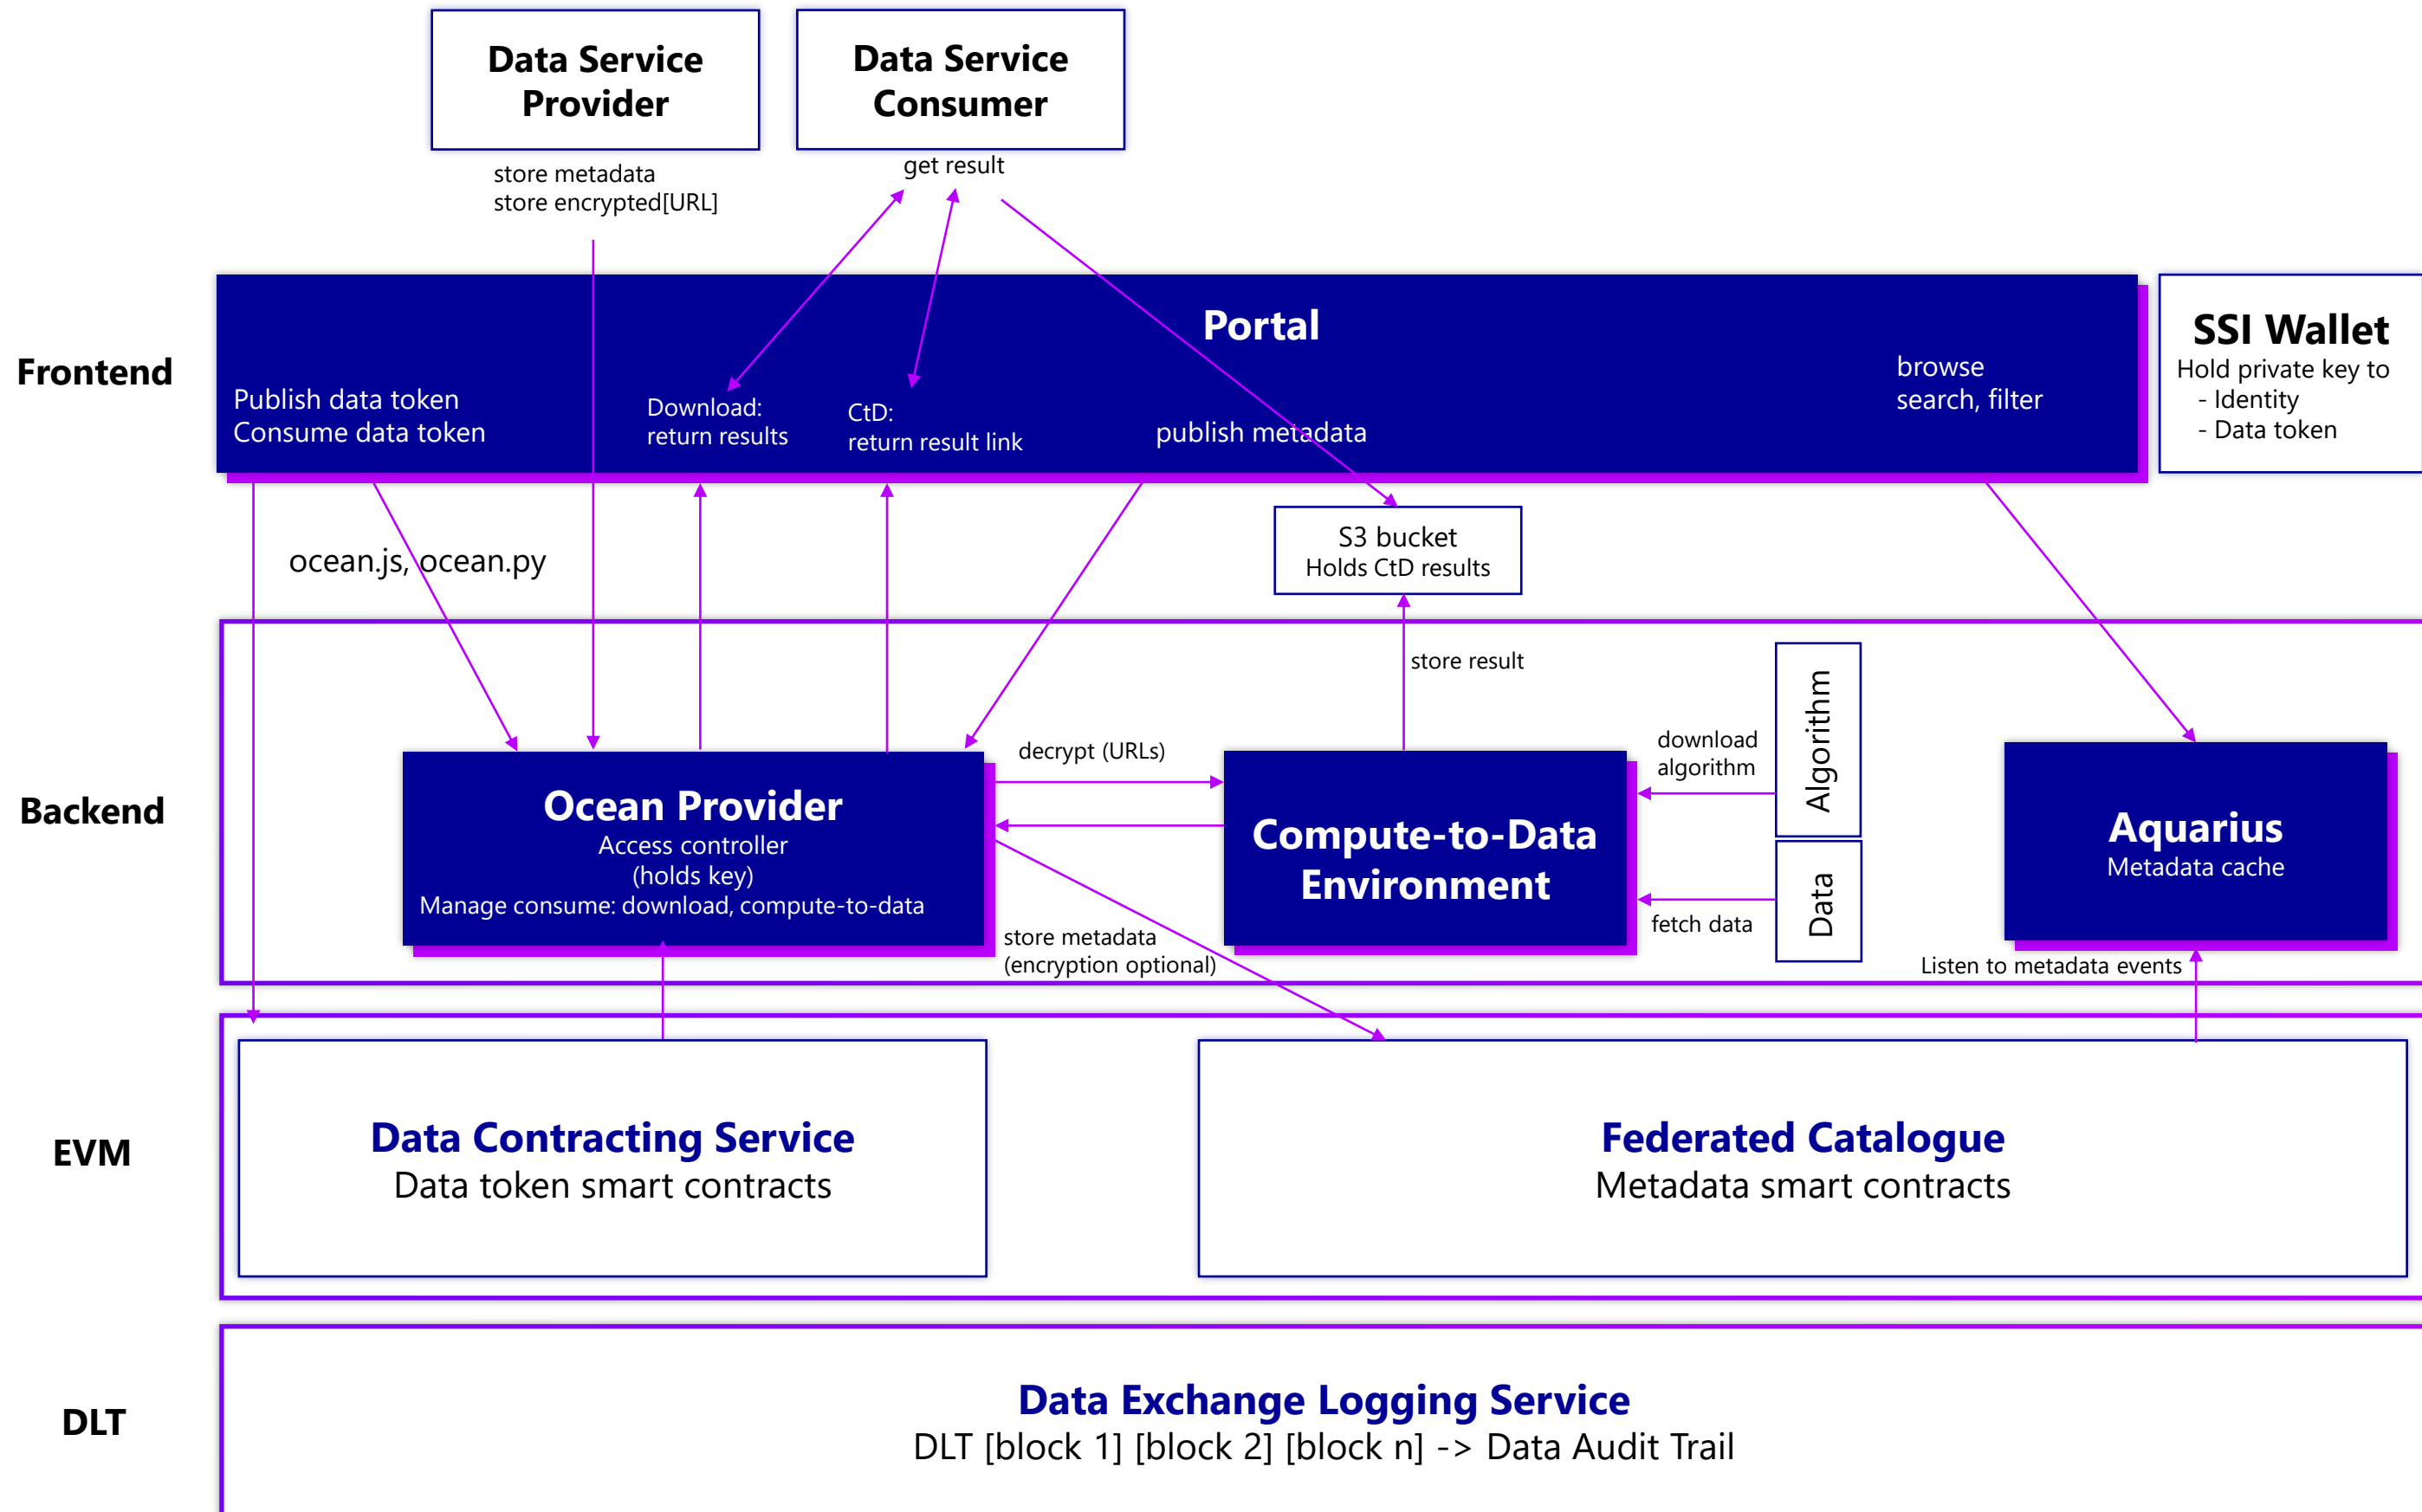 Data Service
Provider
Data Service
Consumer
store metadata
store encrypted[URL]
get result
Frontend
Portal
Publish data token
Consume data token
Download:
return results
CtD:
return result link
publish metadata
browse
search, filter
SSI Wallet
Hold private key to
- Identity
- Data token
ocean.js, ocean.py
S3 bucket
Holds CtD results
store result
Backend
Ocean Provider
Access controller
(holds key)
Manage consume: download, compute-to-data
decrypt (URLs)
Compute-to-Data
Environment
download
algorithm
Algorithm
fetch data
Data
Aquarius
Metadata cache
store metadata
(encryption optional)
Listen to metadata events
EVM
Data Contracting Service
Data token smart contracts
Federated Catalogue
Metadata smart contracts
DLT
Data Exchange Logging Service
DLT [block 1] [block 2] [block n] -> Data Audit Trail